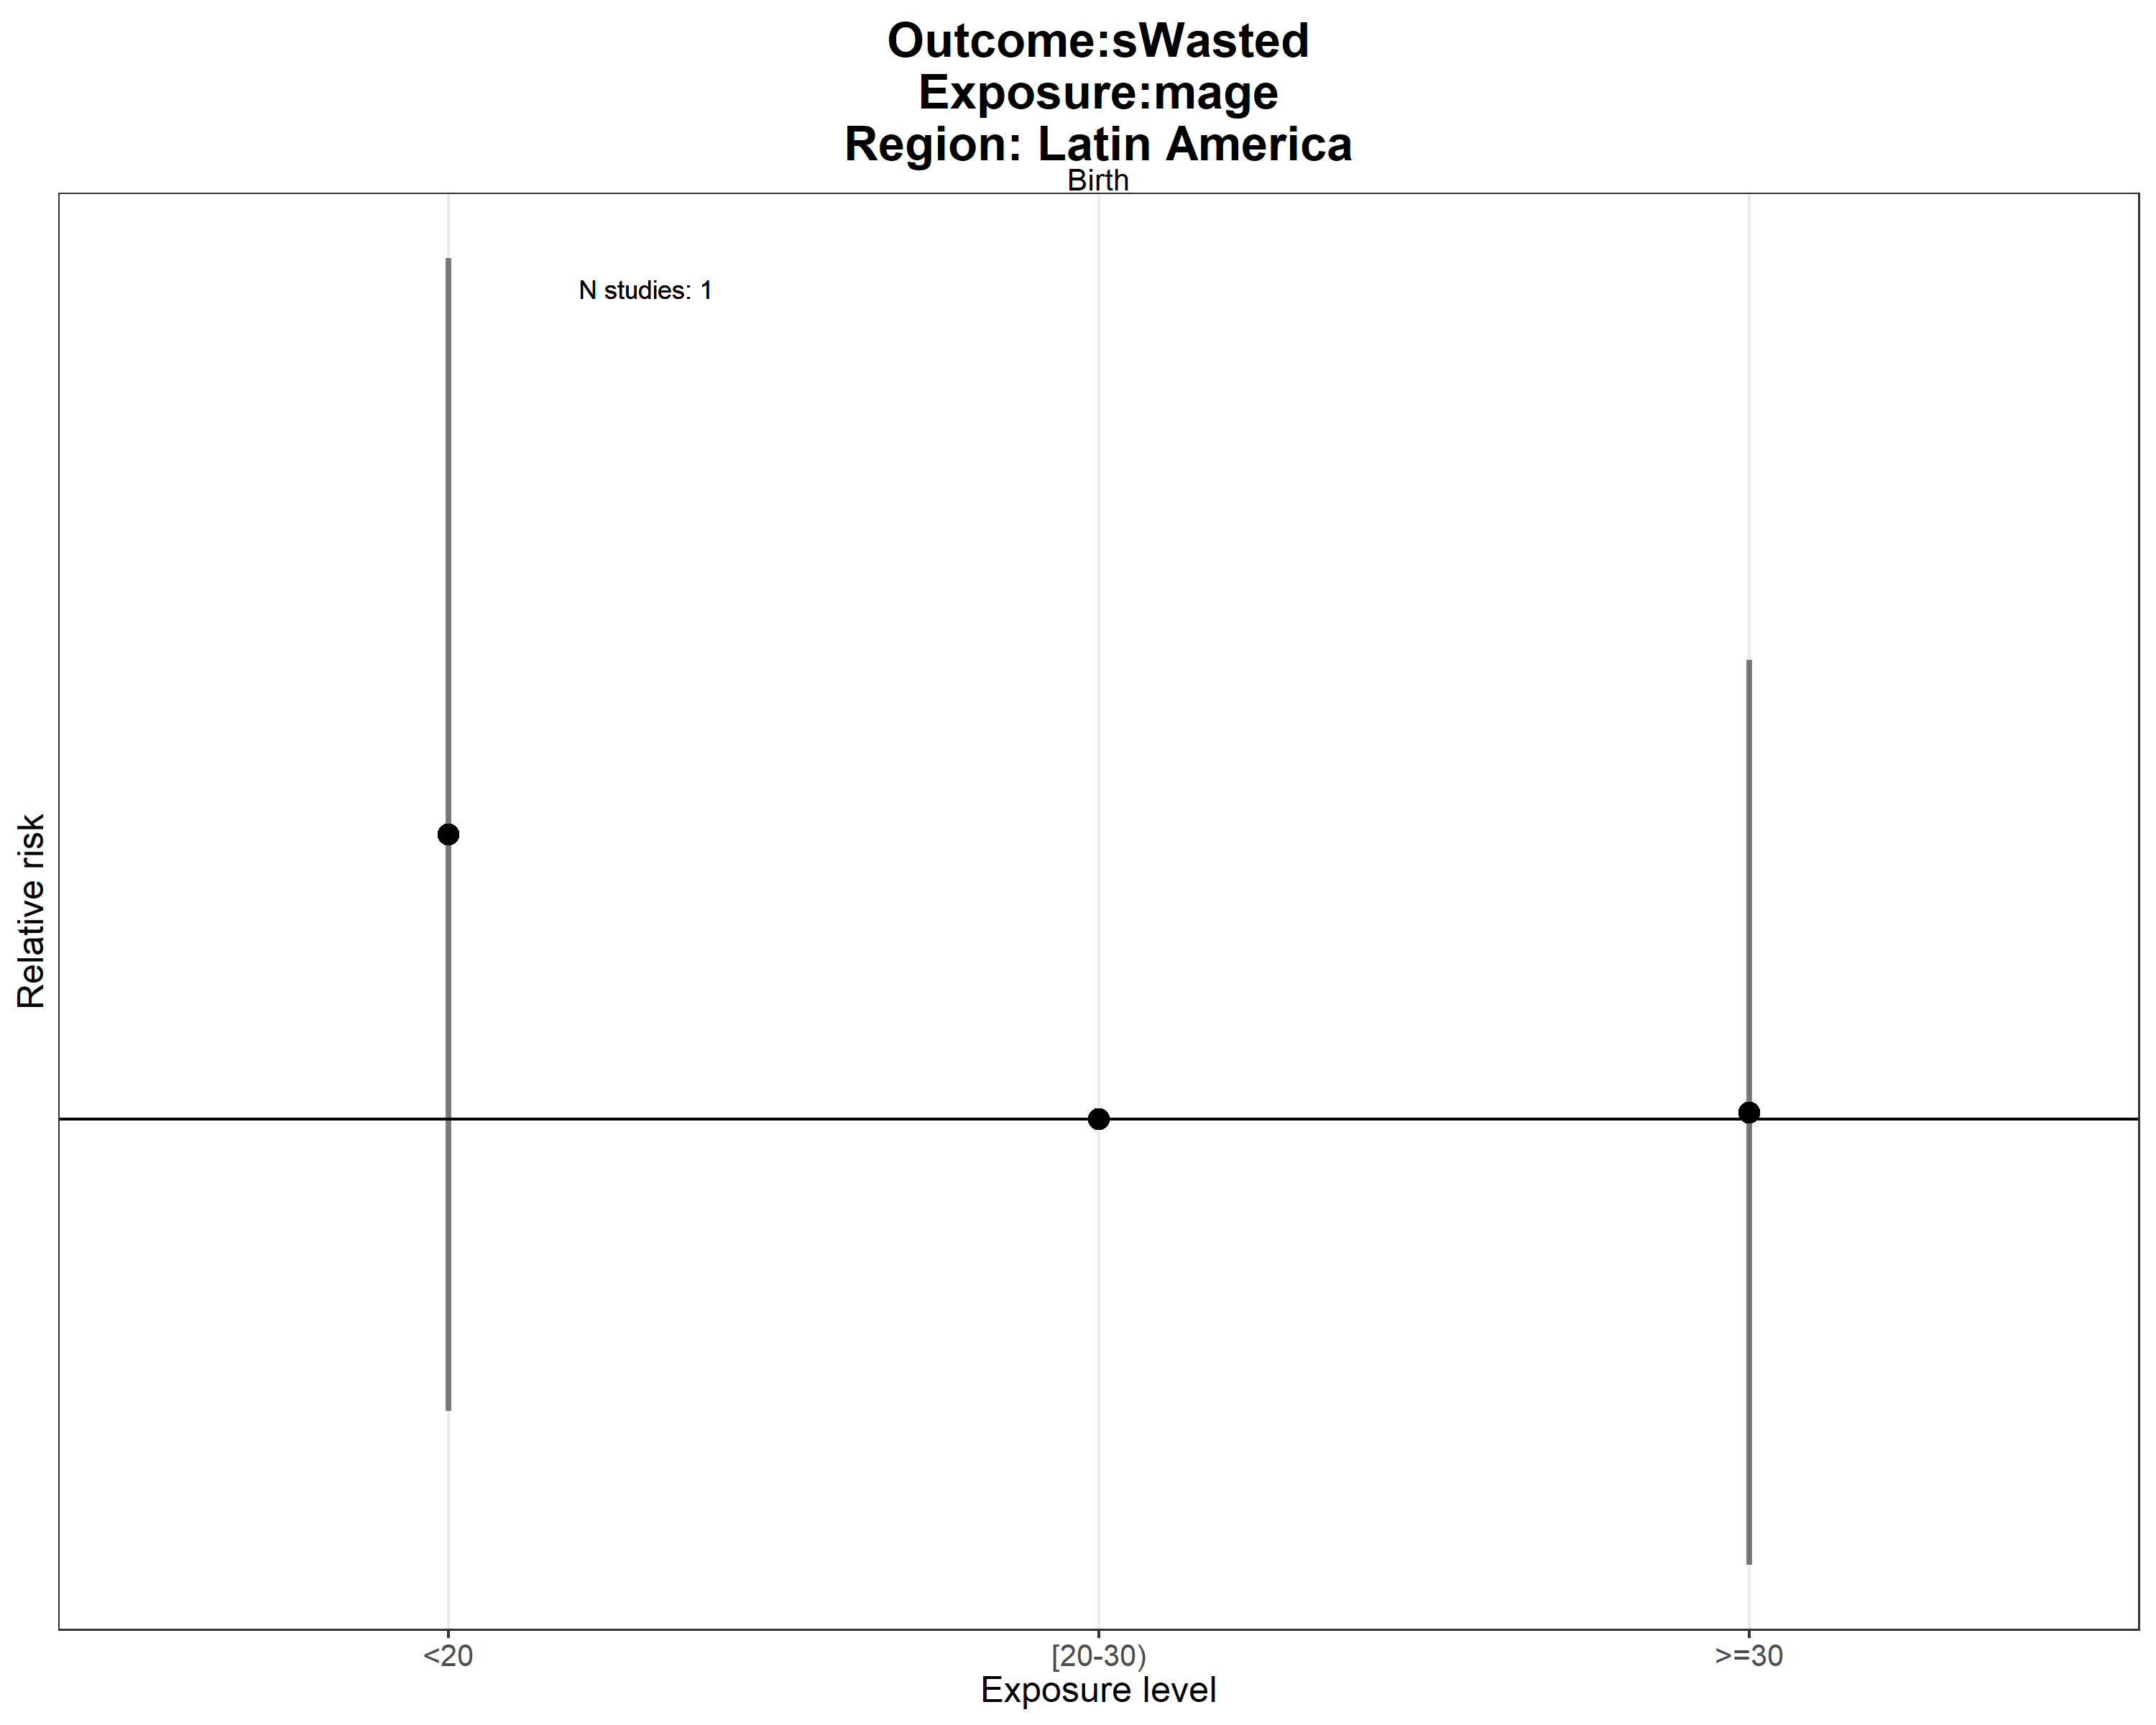 Outcome:sWasted
Exposure:mage
Region: Latin America
Birth
N studies: 1
Relative risk
<20
[20-30)
>=30
Exposure level